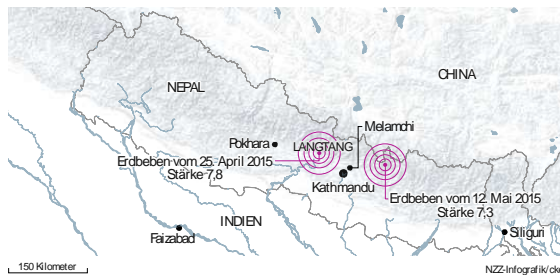 NEPAL
CHINA
Melamchi
Pokhara
LANGTANG
Erdbeben vom 25. April 2015
Stärke 7,8
Kathmandu
Erdbeben vom 12. Mai 2015
Stärke 7,3
INDIEN
Faizabad
Siliguri
150 Kilometer
NZZ-Infografik/cke